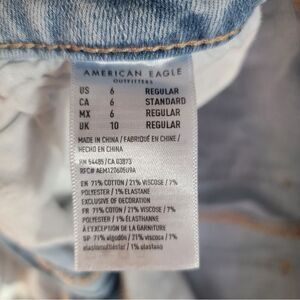 AMERICAN EAGLE
OUTFITTERS
US 6 REGULAR
CA 6 STANDARD
MX 6 REGULAR
UK 10 REGULAR
MADE IN CHINA / FABRIQUÉ EN CHINE /
HECHO EN CHINA
RN 54485/CA 03873
RFC# AEM120605U9A
EN 71% COTTON / 21% VISCOSE / 7%
POLYESTER / 1% ELASTANE
EXCLUSIVE OF DECORATION
FR 71% COTON / 21% VISCOSE / 7%
POLYESTER / 1% ÉLASTHANNE
À L'EXCEPTION DE LA GARNITURE
SP 71% algodón / 21% viscosa / 7%
elastomultiéster / 1% elastano